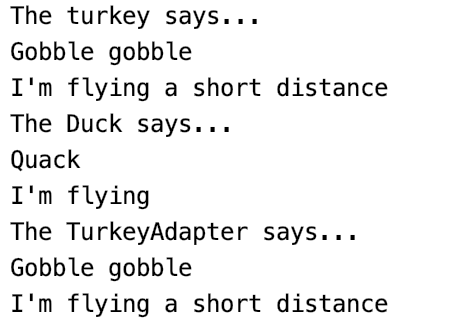 The turkey says...
Gobble gobble
I'm flying a short distance
The Duck says...
Quack
I'm flying
The TurkeyAdapter says...
Gobble gobble
I'm flying a short distance